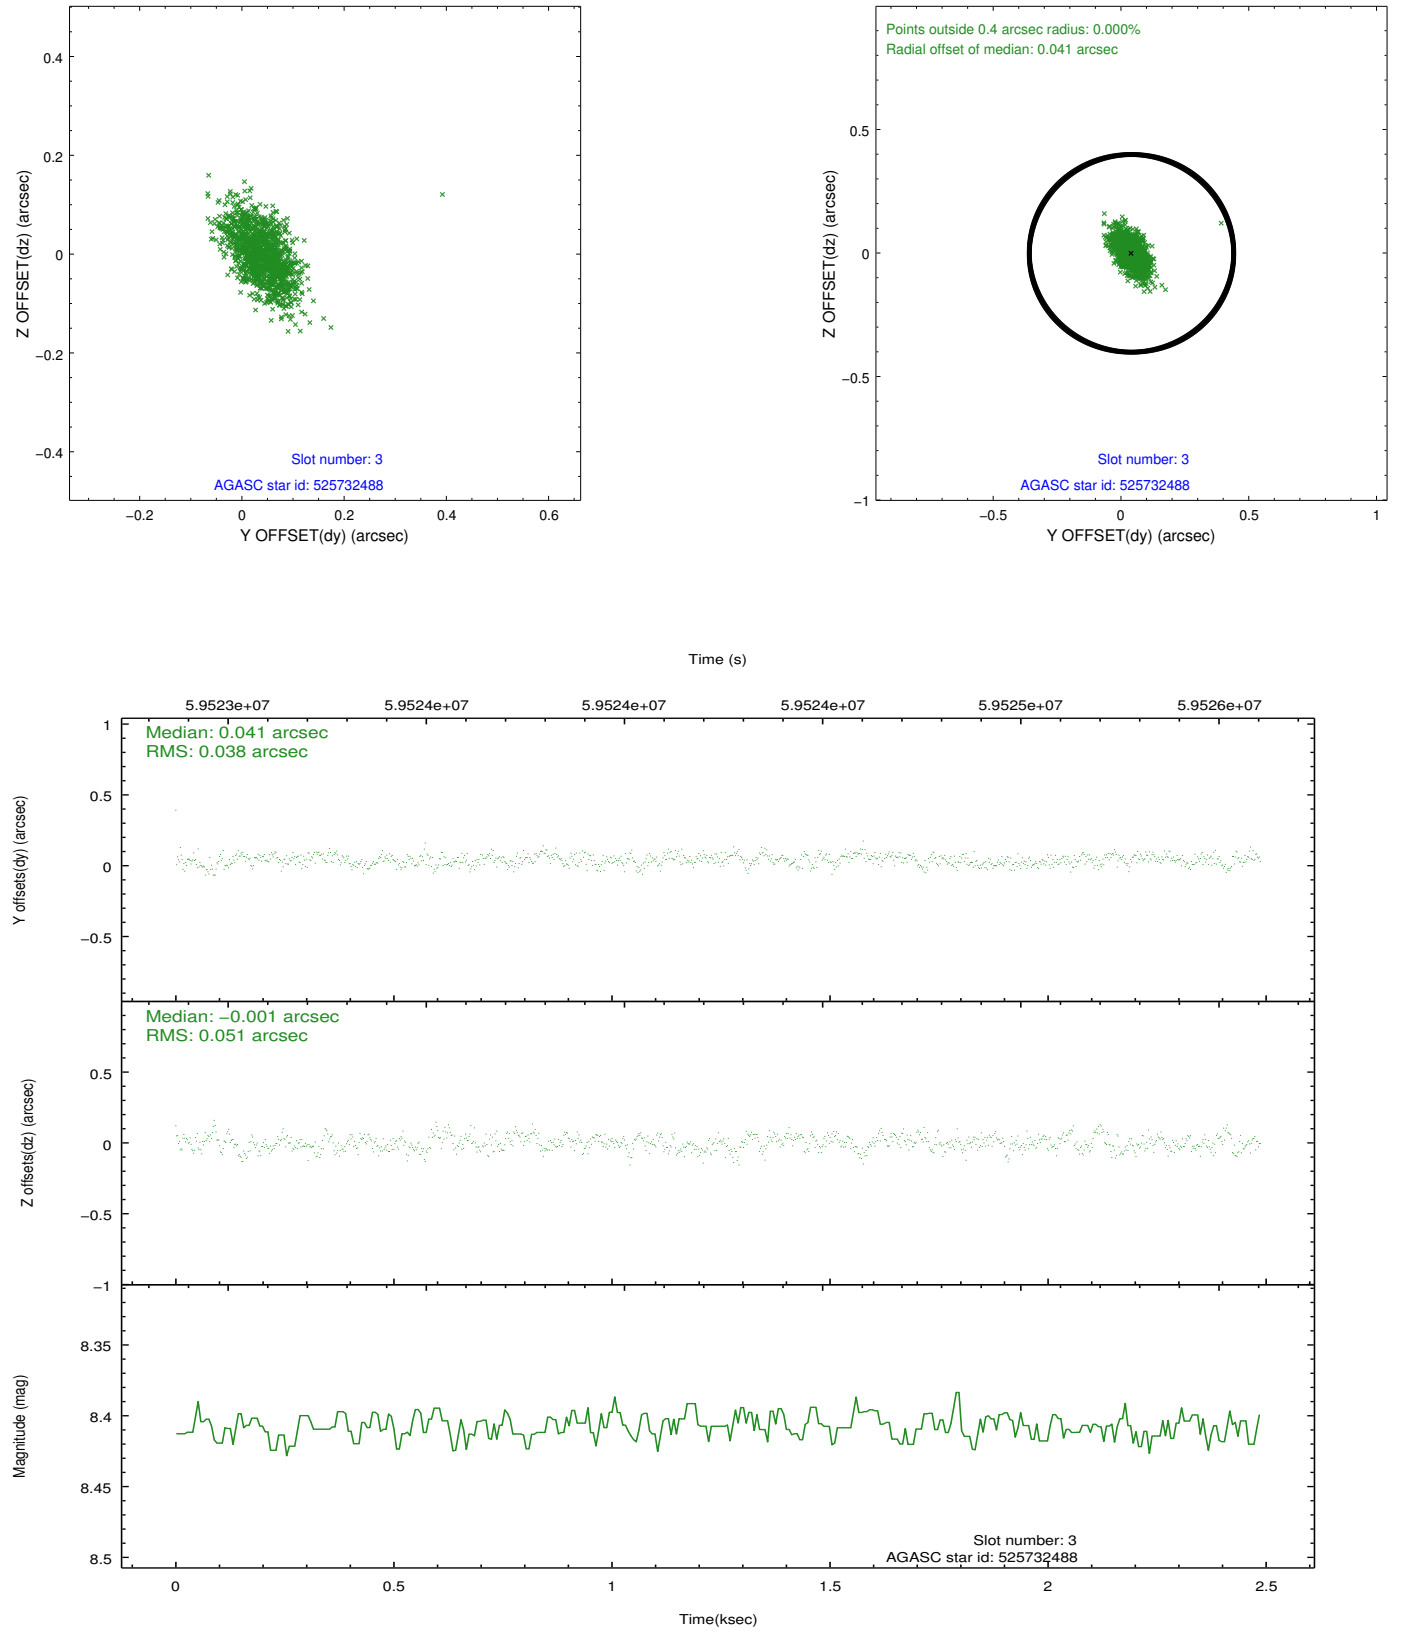 0.4
0.2
0
−0.2
−0.4
Z OFFSET(dz) (arcsec)
Slot number: 3
AGASC star id: 525732488
−0.2 0 0.2 0.4 0.6
Y OFFSET(dy) (arcsec)
Points outside 0.4 arcsec radius: 0.000%
Radial offset of median: 0.041 arcsec
0.5
0
−0.5
−1
Z OFFSET(dz) (arcsec)
Slot number: 3
AGASC star id: 525732488
−0.5 0 0.5 1
Y OFFSET(dy) (arcsec)
Time (s)
5.9523e+07 5.9524e+07 5.9524e+07 5.9524e+07 5.9525e+07 5.9526e+07
Median: 0.041 arcsec
RMS: 0.038 arcsec
1
0.5
0
−0.5
Y offsets(dy) (arcsec)
Median: −0.001 arcsec
RMS: 0.051 arcsec
0.5
0
−0.5
−1
Z offsets(dz) (arcsec)
8.35
8.4
8.45
8.5
Magnitude (mag)
Slot number: 3
AGASC star id: 525732488
0 0.5 1 1.5 2 2.5
Time(ksec)